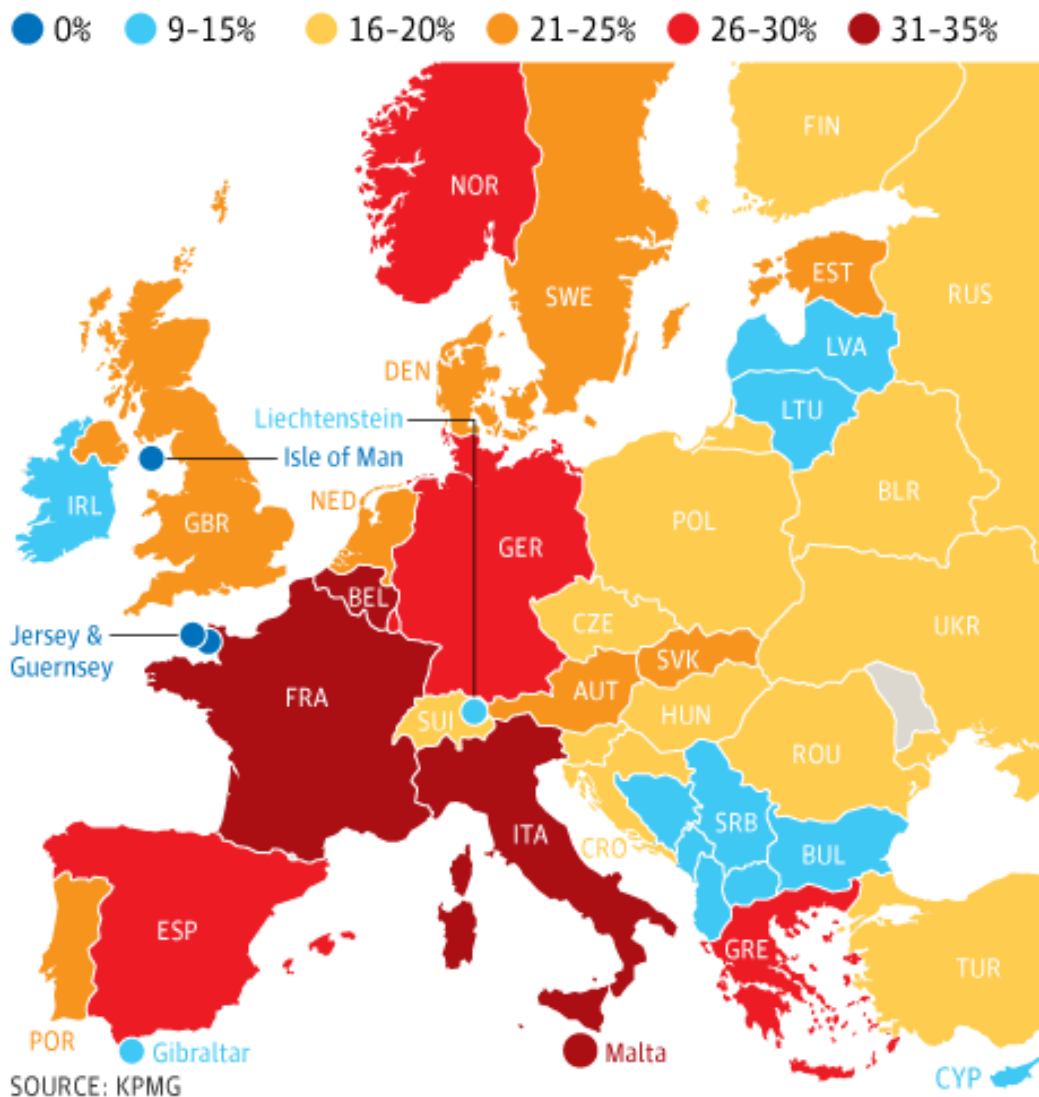 0% 9-15% 16-20% 21-25% 26-30% 31-35%
FIN
NOR
EST
RUS
SWE
LVA
DEN
LTU
Liechtenstein
Isle of Man
BLR
NED
IRL
GBR
POL
GER
BEL
CZE
UKR
Jersey &
Guernsey
SVK
AUT
FRA
HUN
SUI
ROU
SRB
ITA
CRO
BUL
ESP
GRE
TUR
POR
Gibraltar
Malta
CYP
SOURCE: KPMG